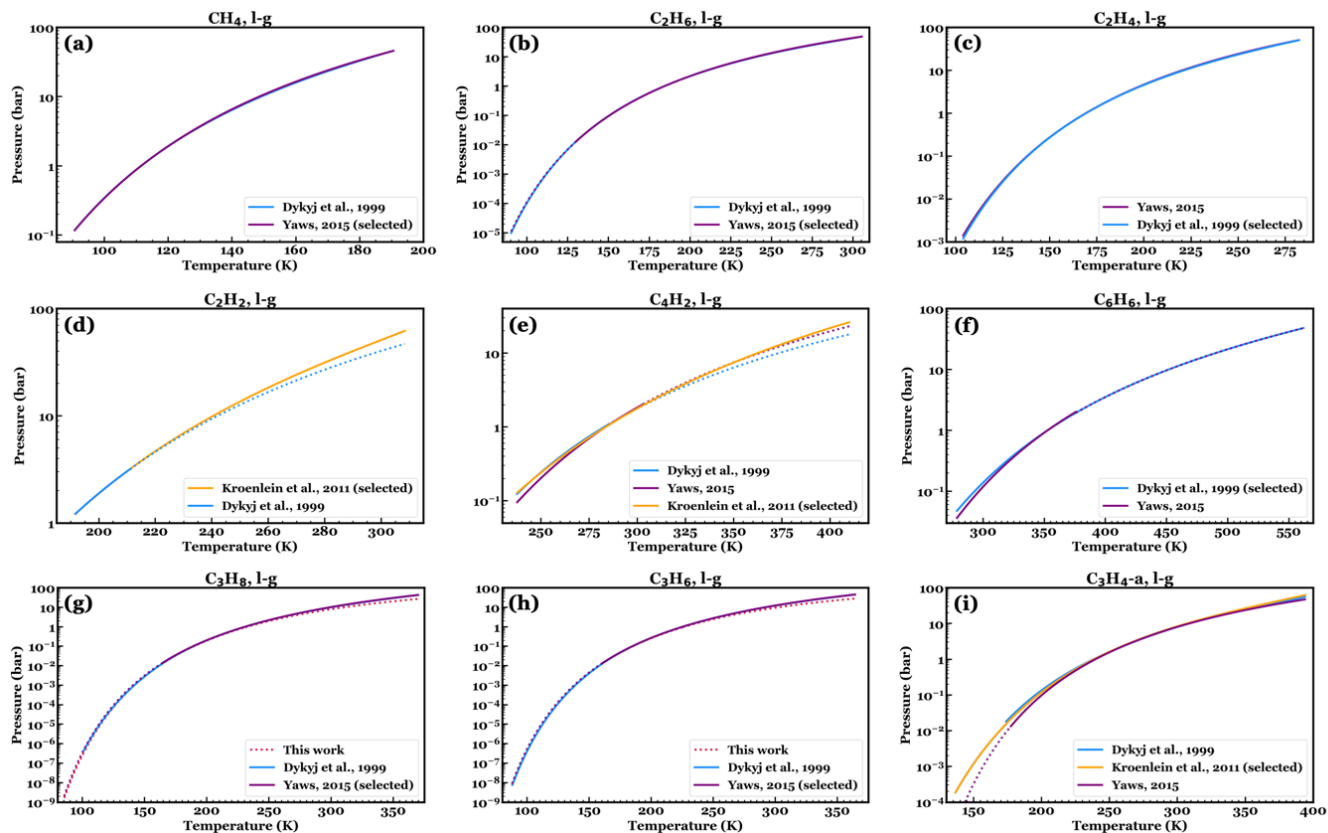 CH₄, l-g
(a)
100
10
1
10⁻¹
Pressure (bar)
Dykyj et al., 1999
Yaws, 2015 (selected)
100 120 140 160 180 200
Temperature (K)
C₂H₆, l-g
(b)
100
10
1
10⁻¹
10⁻²
10⁻³
10⁻⁴
10⁻⁵
Pressure (bar)
Dykyj et al., 1999
Yaws, 2015 (selected)
100 125 150 175 200 225 250 275 300
Temperature (K)
C₂H₄, l-g
(c)
100
10
1
10⁻¹
10⁻²
10⁻³
Pressure (bar)
Yaws, 2015
Dykyj et al., 1999 (selected)
100 125 150 175 200 225 250 275
Temperature (K)
C₂H₂, l-g
(d)
100
10
1
Pressure (bar)
Kroenlein et al., 2011 (selected)
Dykyj et al., 1999
200 220 240 260 280 300
Temperature (K)
C₄H₂, l-g
(e)
10
1
10⁻¹
Pressure (bar)
Dykyj et al., 1999
Yaws, 2015
Kroenlein et al., 2011 (selected)
250 275 300 325 350 375 400
Temperature (K)
C₆H₆, l-g
(f)
100
10
1
10⁻¹
Pressure (bar)
Dykyj et al., 1999 (selected)
Yaws, 2015
300 350 400 450 500 550
Temperature (K)
C₃H₈, l-g
(g)
100
10
1
10⁻¹
10⁻²
10⁻³
10⁻⁴
10⁻⁵
10⁻⁶
10⁻⁷
10⁻⁸
10⁻⁹
Pressure (bar)
This work
Dykyj et al., 1999
Yaws, 2015 (selected)
100 150 200 250 300 350
Temperature (K)
C₃H₆, l-g
(h)
100
10
1
10⁻¹
10⁻²
10⁻³
10⁻⁴
10⁻⁵
10⁻⁶
10⁻⁷
10⁻⁸
10⁻⁹
Pressure (bar)
This work
Dykyj et al., 1999
Yaws, 2015 (selected)
100 150 200 250 300 350
Temperature (K)
C₃H₄-a, l-g
(i)
100
10
1
10⁻¹
10⁻²
10⁻³
10⁻⁴
Pressure (bar)
Dykyj et al., 1999
Kroenlein et al., 2011 (selected)
Yaws, 2015
150 200 250 300 350 400
Temperature (K)